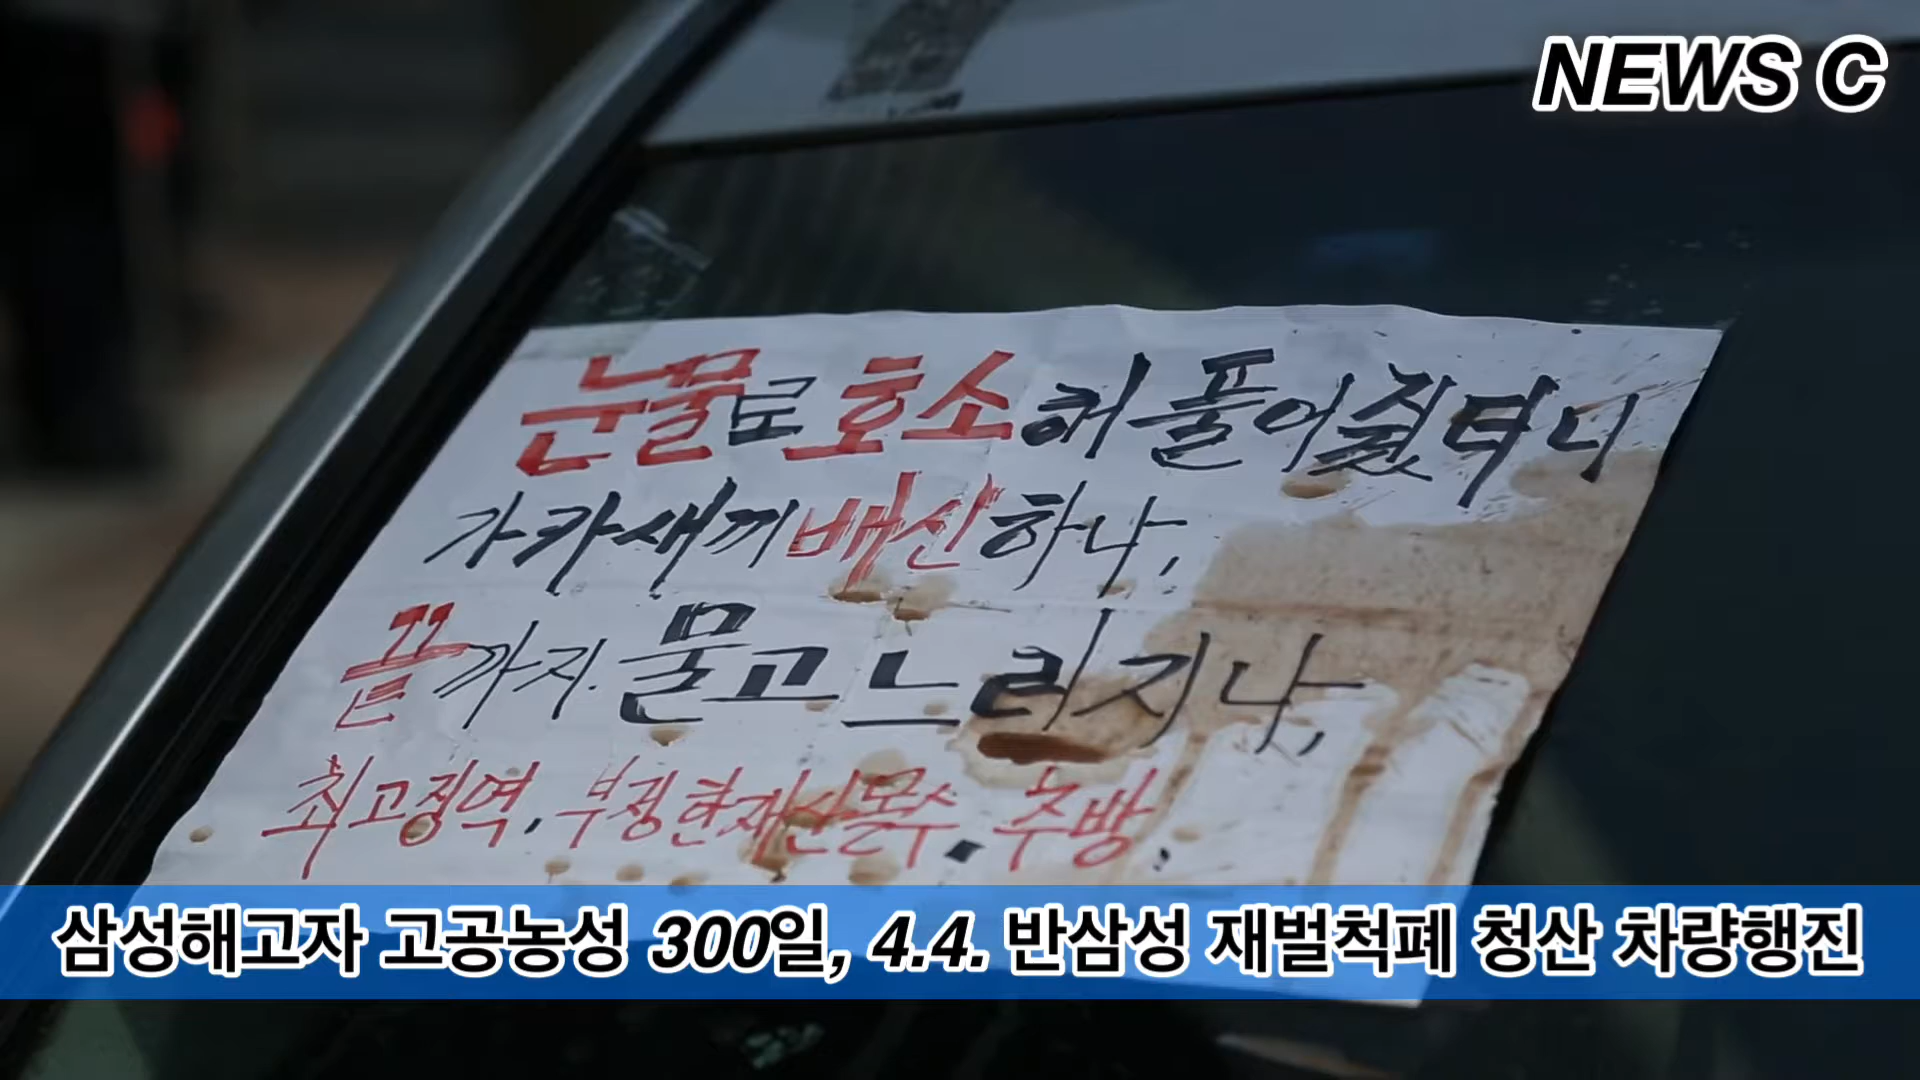 NEWS C
눈물로 호소해 풀어줬더니
가카새끼 배신하나,
끝까지 물고 느러지나,
최고징역, 부정한재산몰수, 추방,
삼성해고자 고공농성 300일, 4.4. 반삼성 재벌척폐 청산 차량행진